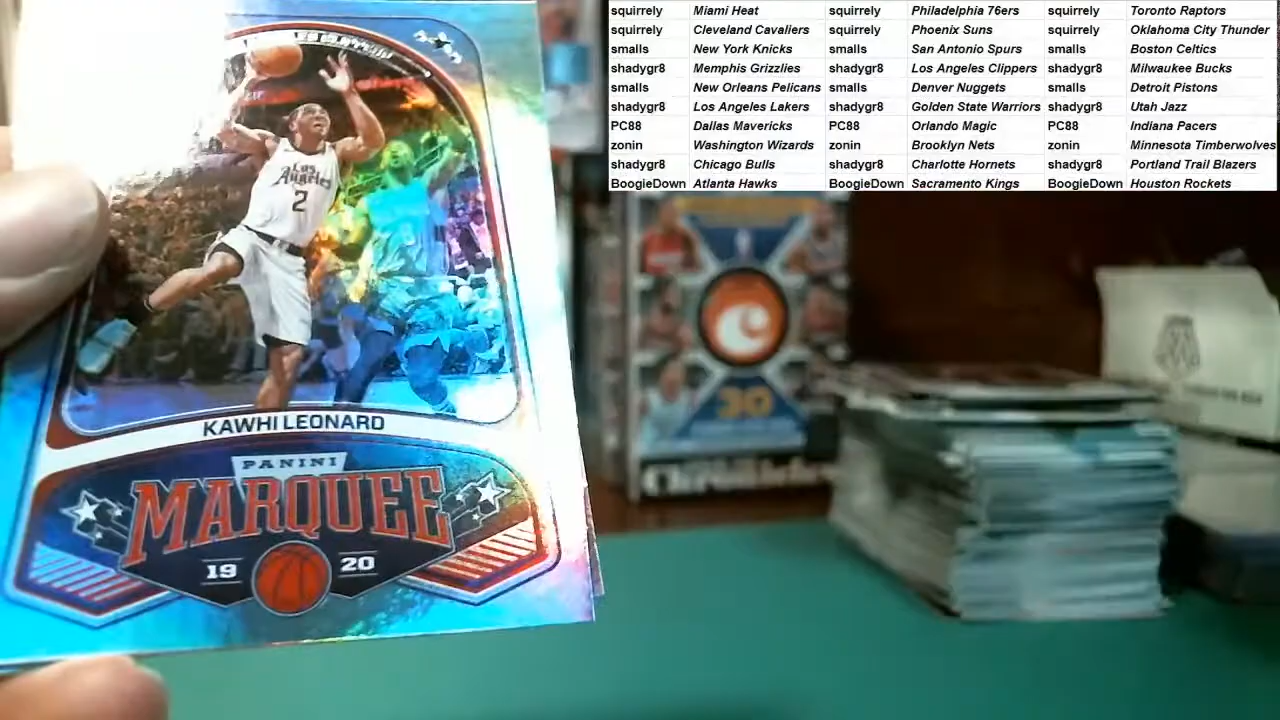 squirrely Miami Heat squirrely Philadelphia 76ers squirrely Toronto Raptors
squirrely Cleveland Cavaliers squirrely Phoenix Suns squirrely Oklahoma City Thunder
smalls New York Knicks smalls San Antonio Spurs smalls Boston Celtics
shadygr8 Memphis Grizzlies shadygr8 Los Angeles Clippers shadygr8 Milwaukee Bucks
smalls New Orleans Pelicans smalls Denver Nuggets smalls Detroit Pistons
shadygr8 Los Angeles Lakers shadygr8 Golden State Warriors shadygr8 Utah Jazz
PC88 Dallas Mavericks PC88 Orlando Magic PC88 Indiana Pacers
zonin Washington Wizards zonin Brooklyn Nets zonin Minnesota Timberwolves
shadygr8 Chicago Bulls shadygr8 Charlotte Hornets shadygr8 Portland Trail Blazers
BoogieDown Atlanta Hawks BoogieDown Sacramento Kings BoogieDown Houston Rockets
Los
Angeles
2
KAWHI LEONARD
PANINI
MARQUEE
19 20